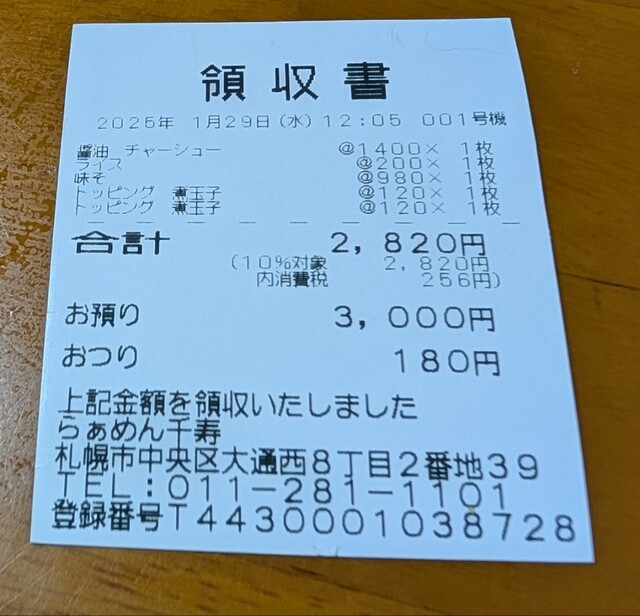 領収書
2025年 1月29日(水)12:05 001号機
醤油 チャーシュー @1400× 1枚
ライス @200× 1枚
味そ @980× 1枚
トッピング 煮玉子 @120× 1枚
トッピング 煮玉子 @120× 1枚
合計 2,820円
(10%対象 2,820円
内消費税 256円)
お預り 3,000円
おつり 180円
上記金額を領収いたしました
らぁめん千寿
札幌市中央区大通西8丁目2番地39
TEL:011-281-1101
登録番号T4430001038728